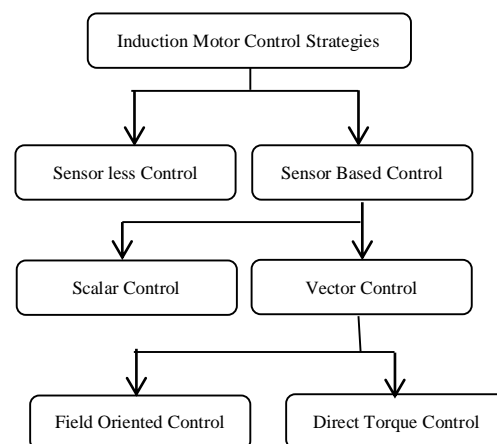 Induction Motor Control Strategies
Sensor less Control
Sensor Based Control
Scalar Control
Vector Control
Field Oriented Control
Direct Torque Control